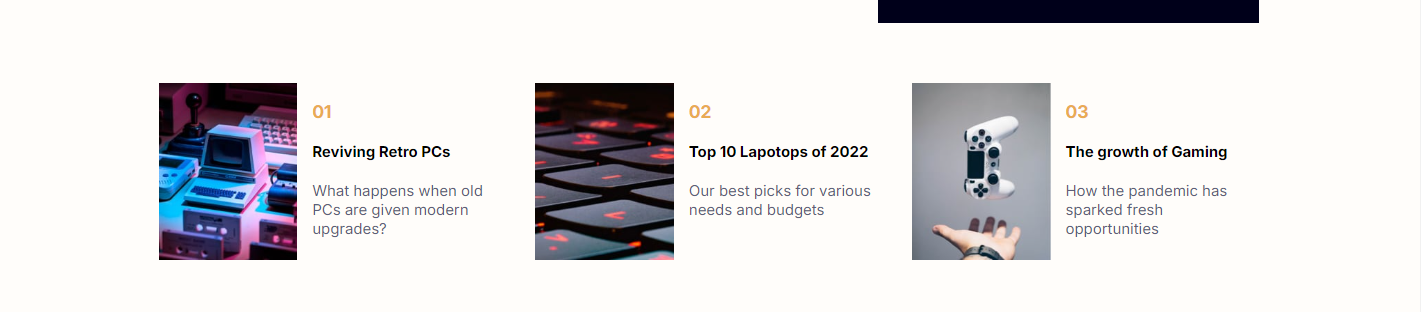 01
Reviving Retro PCs
What happens when old
PCs are given modern
upgrades?
02
Top 10 Lapotops of 2022
Our best picks for various
needs and budgets
03
The growth of Gaming
How the pandemic has
sparked fresh
opportunities